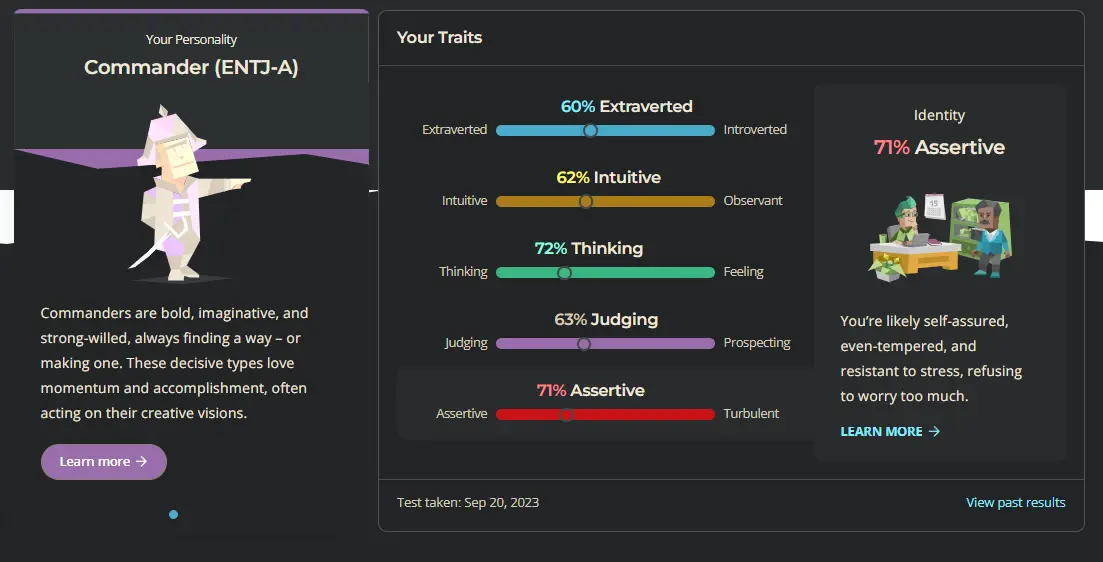 Your Personality
Commander (ENTJ-A)
Commanders are bold, imaginative, and
strong-willed, always finding a way – or
making one. These decisive types love
momentum and accomplishment, often
acting on their creative visions.
Learn more →
Your Traits
60% Extraverted
Extraverted
Introverted
62% Intuitive
Intuitive
Observant
72% Thinking
Thinking
Feeling
63% Judging
Judging
Prospecting
71% Assertive
Assertive
Turbulent
Identity
71% Assertive
15
You’re likely self-assured,
even-tempered, and
resistant to stress, refusing
to worry too much.
LEARN MORE →
Test taken: Sep 20, 2023
View past results